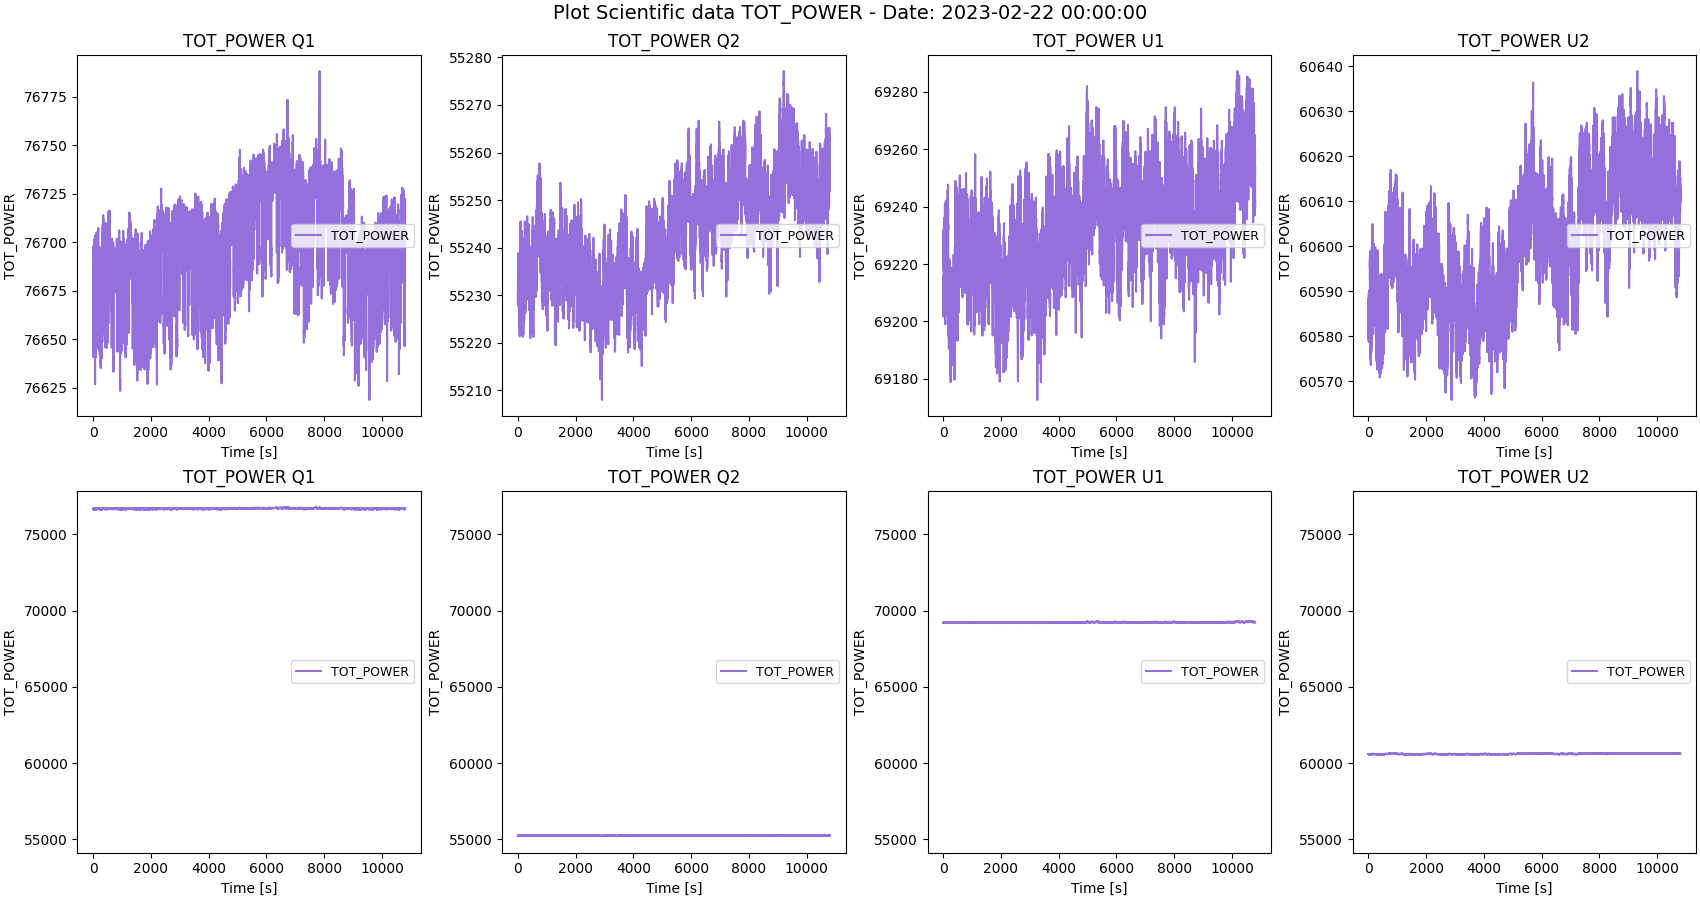 Plot Scientific data TOT_POWER - Date: 2023-02-22 00:00:00
TOT_POWER Q1
TOT_POWER
76775
76750
76725
76700
76675
76650
76625
TOT_POWER
0 2000 4000 6000 8000 10000
Time [s]
TOT_POWER Q2
TOT_POWER
55280
55270
55260
55250
55240
55230
55220
55210
TOT_POWER
0 2000 4000 6000 8000 10000
Time [s]
TOT_POWER U1
TOT_POWER
69280
69260
69240
69220
69200
69180
TOT_POWER
0 2000 4000 6000 8000 10000
Time [s]
TOT_POWER U2
TOT_POWER
60640
60630
60620
60610
60600
60590
60580
60570
TOT_POWER
0 2000 4000 6000 8000 10000
Time [s]
TOT_POWER Q1
TOT_POWER
75000
70000
65000
60000
55000
TOT_POWER
0 2000 4000 6000 8000 10000
Time [s]
TOT_POWER Q2
TOT_POWER
75000
70000
65000
60000
55000
TOT_POWER
0 2000 4000 6000 8000 10000
Time [s]
TOT_POWER U1
TOT_POWER
75000
70000
65000
60000
55000
TOT_POWER
0 2000 4000 6000 8000 10000
Time [s]
TOT_POWER U2
TOT_POWER
75000
70000
65000
60000
55000
TOT_POWER
0 2000 4000 6000 8000 10000
Time [s]